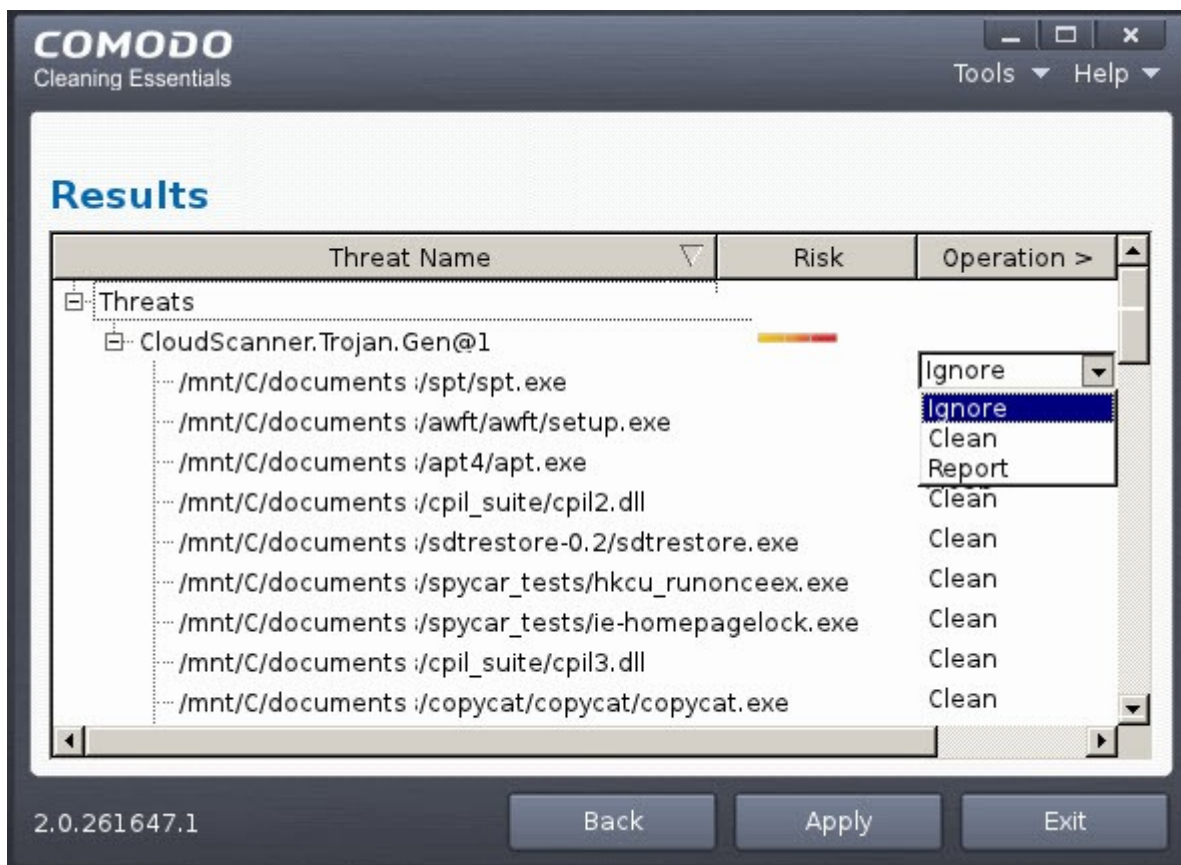 COMODO
Cleaning Essentials
Tools Help
Results
Threat Name Risk Operation >
Threats
CloudScanner.Trojan.Gen@1
/mnt/C/documents :/spt/spt.exe Ignore
/mnt/C/documents :/awft/awft/setup.exe Ignore
Clean
/mnt/C/documents :/apt4/apt.exe Report
/mnt/C/documents :/cpil_suite/cpil2.dll Clean
/mnt/C/documents :/sdtrestore-0.2/sdtrestore.exe Clean
/mnt/C/documents :/spycar_tests/hkcu_runonceex.exe Clean
/mnt/C/documents :/spycar_tests/ie-homepagelock.exe Clean
/mnt/C/documents :/cpil_suite/cpil3.dll Clean
/mnt/C/documents :/copycat/copycat/copycat.exe Clean
2.0.261647.1 Back Apply Exit